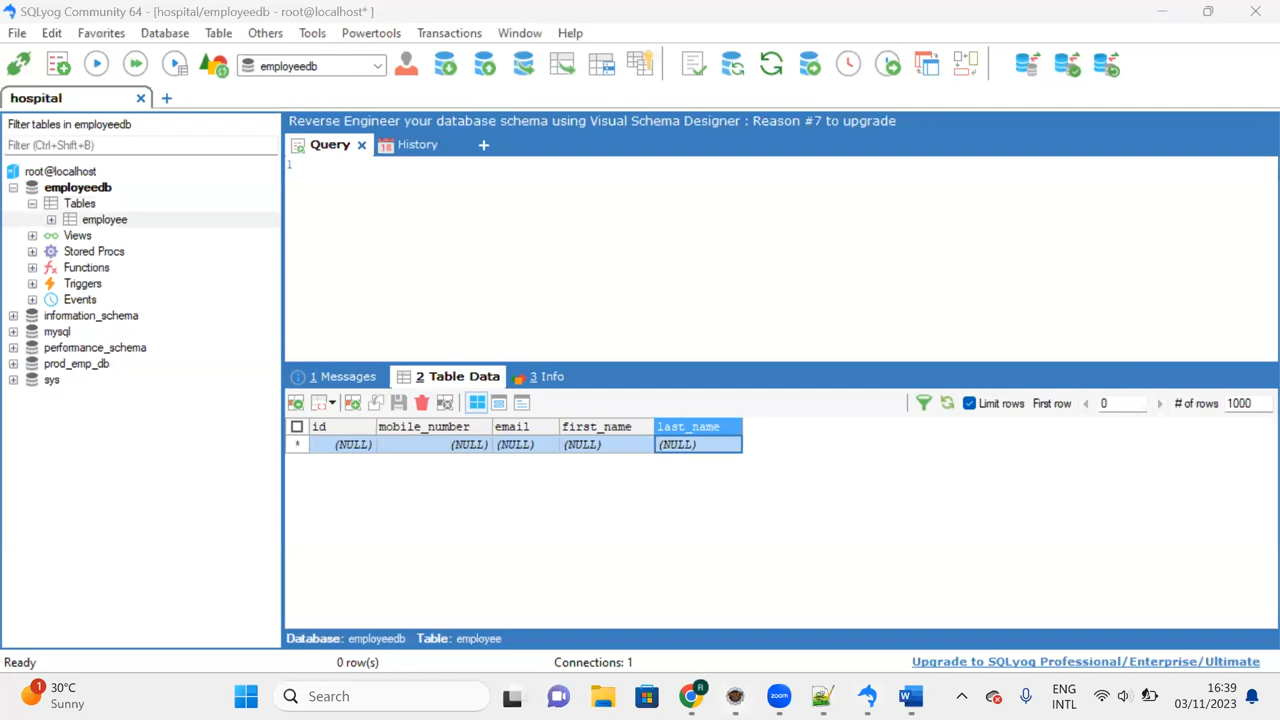 SQLyog Community 64 - [hospital/employeedb - root@localhost* ]
File Edit Favorites Database Table Others Tools Powertools Transactions Window Help
employeedb
hospital
Filter tables in employeedb
Filter (Ctrl+Shift+B)
root@localhost
employeedb
Tables
employee
Views
Stored Procs
Functions
Triggers
Events
information_schema
mysql
performance_schema
prod_emp_db
sys
Reverse Engineer your database schema using Visual Schema Designer : Reason #7 to upgrade
Query 18 History
1
1 Messages 2 Table Data 3 Info
Limit rows First row 0 # of rows 1000
id mobile_number email first_name last_name
* (NULL) (NULL) (NULL) (NULL) (NULL)
Database: employeedb Table: employee
Ready 0 row(s) Connections: 1 Upgrade to SQLyog Professional/Enterprise/Ultimate
1 30°C
Sunny
Search
R
zoom
W
ENG
INTL
16:39
03/11/2023